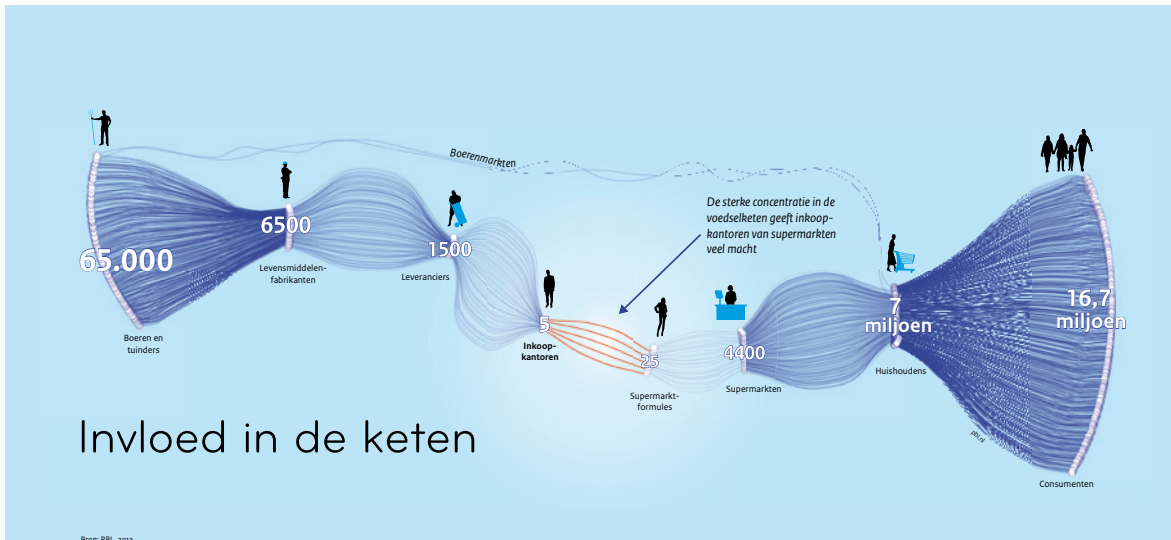 Boerenmarkten
De sterke concentratie in de
voedselketen geeft inkoop-
kantoren van supermarkten
veel macht
65.000
Boeren en
tuinders
6500
Levensmiddelen-
fabrikanten
1500
Leveranciers
5
Inkoop-
kantoren
25
Supermarkt-
formules
4400
Supermarkten
7
miljoen
Huishoudens
16,7
miljoen
Consumenten
pbl.nl
Invloed in de keten